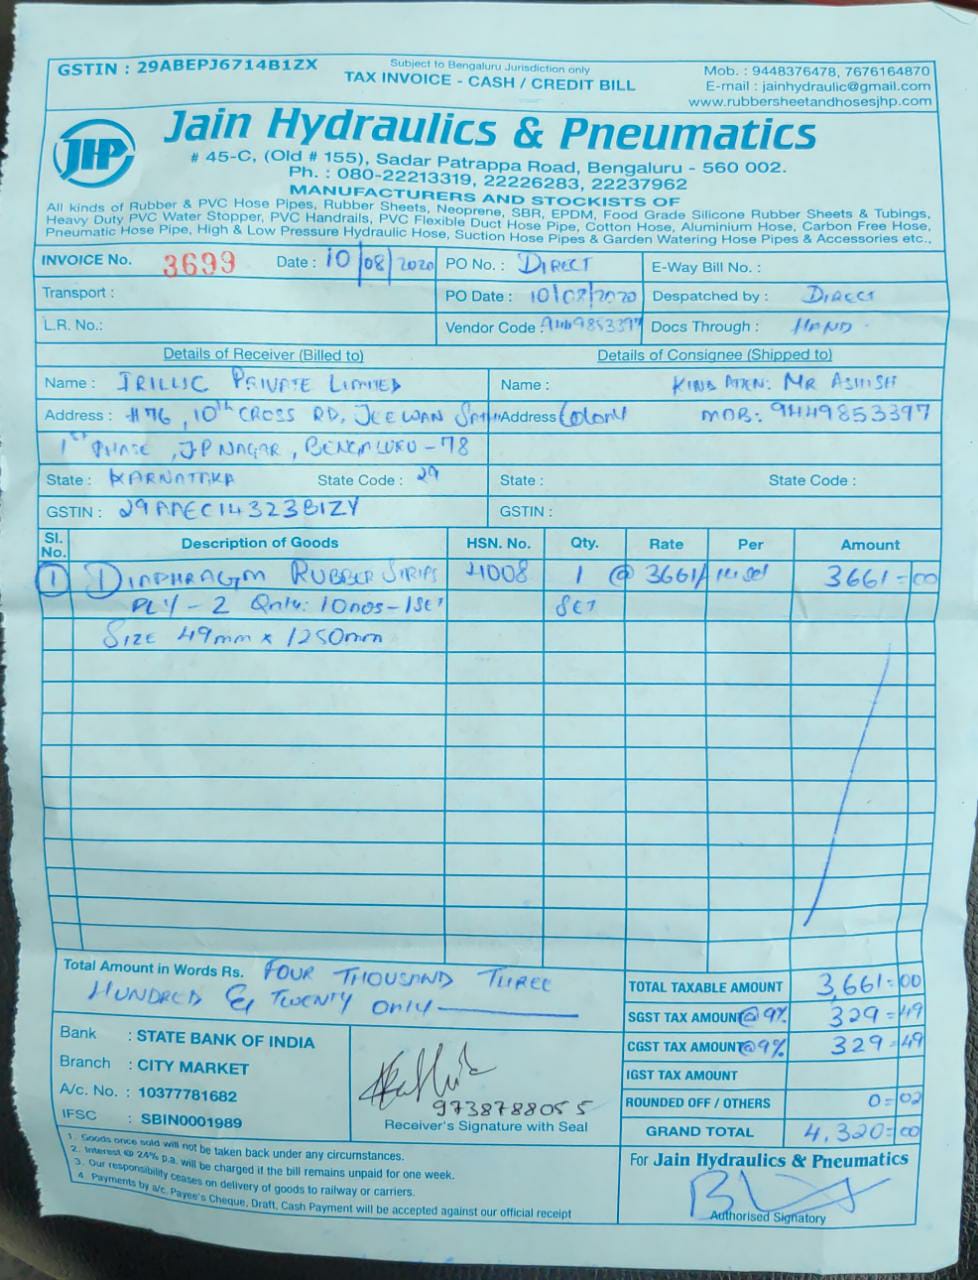 GSTIN : 29ABEPJ6714B1ZX
Subject to Bengaluru Jurisdiction only
TAX INVOICE - CASH / CREDIT BILL
Mob. : 9448376478, 7676164870
E-mail : jainhydraulic@gmail.com
www.rubbersheetandhosesjhp.com
JHP
Jain Hydraulics & Pneumatics
# 45-C, (Old # 155), Sadar Patrappa Road, Bengaluru - 560 002.
Ph. : 080-22213319, 22226283, 22237962
MANUFACTURERS AND STOCKISTS OF
All kinds of Rubber & PVC Hose Pipes, Rubber Sheets, Neoprene, SBR, EPDM, Food Grade Silicone Rubber Sheets & Tubings,
Heavy Duty PVC Water Stopper, PVC Handrails, PVC Flexible Duct Hose Pipe, Cotton Hose, Aluminium Hose, Carbon Free Hose,
Pneumatic Hose Pipe, High & Low Pressure Hydraulic Hose, Suction Hose Pipes & Garden Watering Hose Pipes & Accessories etc.,
INVOICE No. 3699 Date : 10/08/2020 PO No. : DIRECT E-Way Bill No. :
Transport : PO Date : 10/08/2020 Despatched by : DIRECT
L.R. No.: Vendor Code : 9449853397 Docs Through : HAND
Details of Receiver (Billed to) Details of Consignee (Shipped to)
Name : PRIVATE LIMITED Name : KIND ATTN: MR ASHISH
Address : #76, 10th CROSS RD, JEEWAN Address Colony MOB: 9449853397
1ST PHASE, J.P NAGAR, BENGALURU-78
State : KARNATAKA State Code : 29 State : State Code :
GSTIN : GSTIN :
Sl. No. Description of Goods HSN. No. Qty. Rate Per Amount
1 DIAPHRAGM RUBBER STRIPS 4008 1 @ 3661/ 3661=00
PLY-2 Qnty: 10nos-1SET SET
SIZE 49mm x 1250mm
Total Amount in Words Rs. FOUR THOUSAND THREE
HUNDRED & TWENTY ONLY
TOTAL TAXABLE AMOUNT 3,661=00
SGST TAX AMOUNT @9% 329=49
CGST TAX AMOUNT @9% 329=49
IGST TAX AMOUNT
ROUNDED OFF / OTHERS 0=02
GRAND TOTAL 4,320=00
Bank : STATE BANK OF INDIA
Branch : CITY MARKET
A/c. No. : 10377781682
IFSC : SBIN0001989
9738788055
Receiver's Signature with Seal
1. Goods once sold will not be taken back under any circumstances.
2. Interest @ 24% p.a. will be charged if the bill remains unpaid for one week.
3. Our responsibility ceases on delivery of goods to railway or carriers.
4. Payments by a/c. Payee's Cheque, Draft, Cash Payment will be accepted against our official receipt
For Jain Hydraulics & Pneumatics
Authorised Signatory